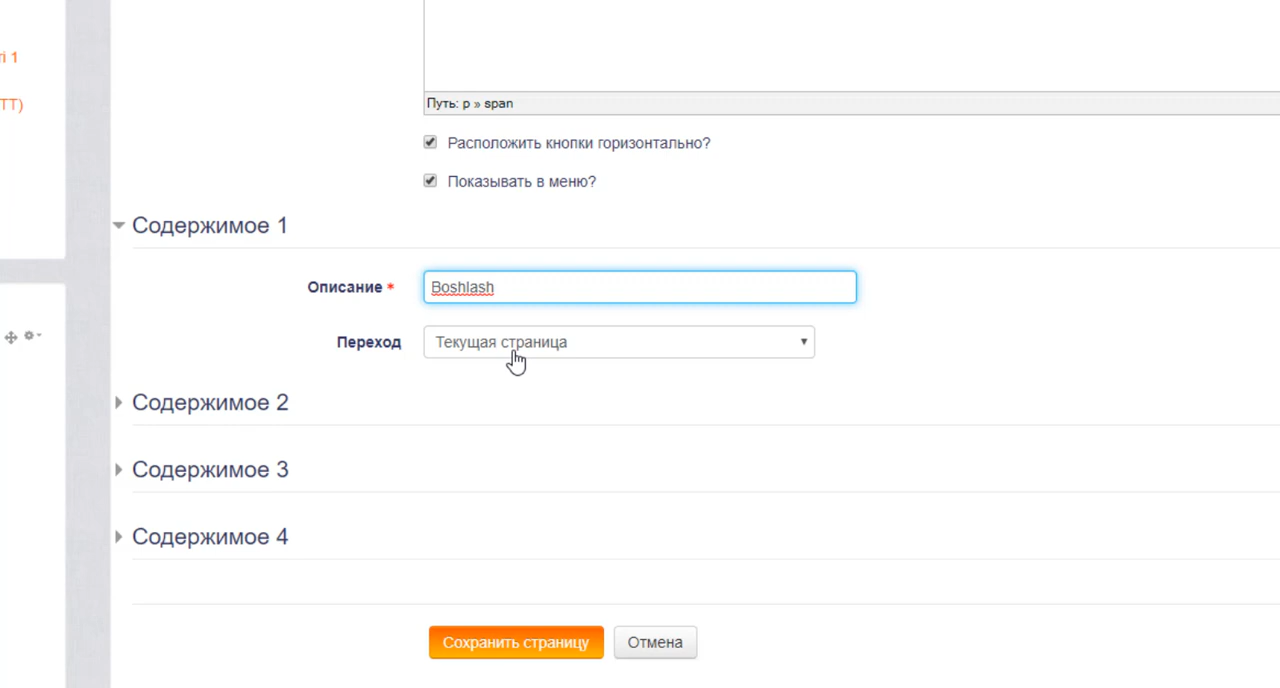 ri 1
TT)
Путь: p » span
Расположить кнопки горизонтально?
Показывать в меню?
Содержимое 1
Описание *
Boshlash
Переход
Текущая страница
Содержимое 2
Содержимое 3
Содержимое 4
Сохранить страницу
Отмена